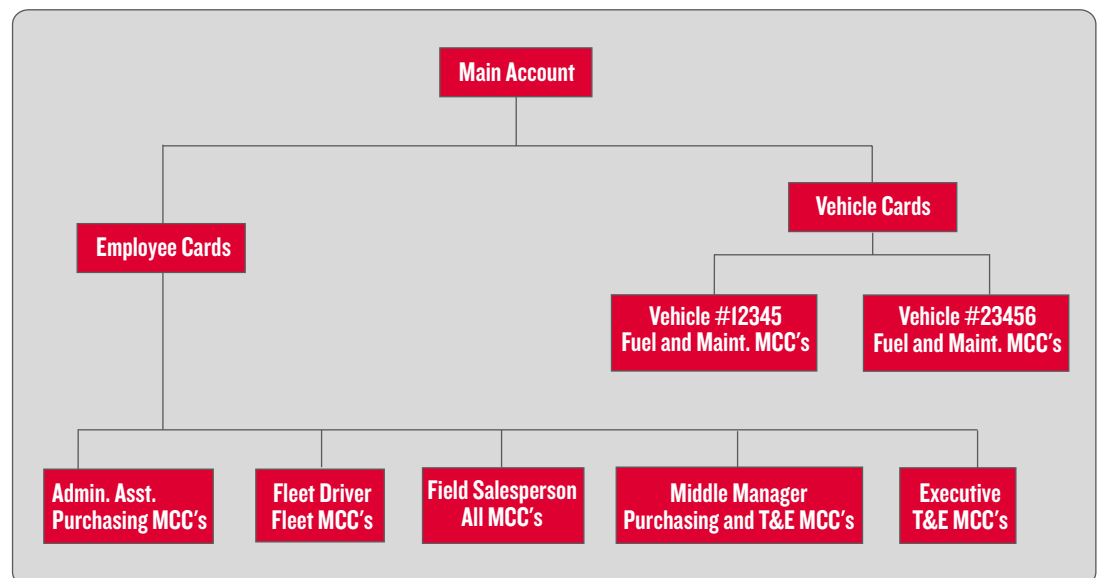 Main Account
Vehicle Cards
Employee Cards
Vehicle #12345
Fuel and Maint. MCC's
Vehicle #23456
Fuel and Maint. MCC's
Admin. Asst.
Purchasing MCC's
Fleet Driver
Fleet MCC's
Field Salesperson
All MCC's
Middle Manager
Purchasing and T&E MCC's
Executive
T&E MCC's